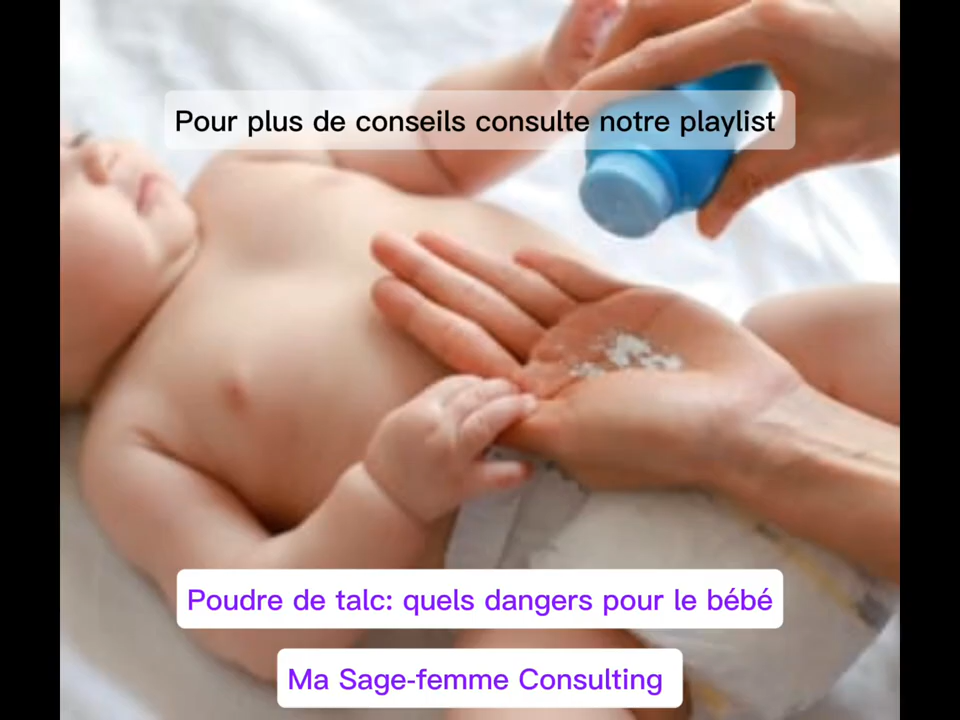 Pour plus de conseils consulte notre playlist
Poudre de talc: quels dangers pour le bébé
Ma Sage-femme Consulting